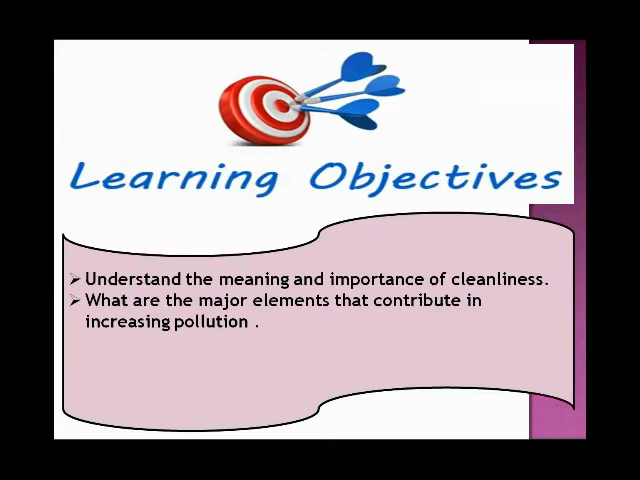 Learning Objectives
Understand the meaning and importance of cleanliness.
What are the major elements that contribute in
increasing pollution .